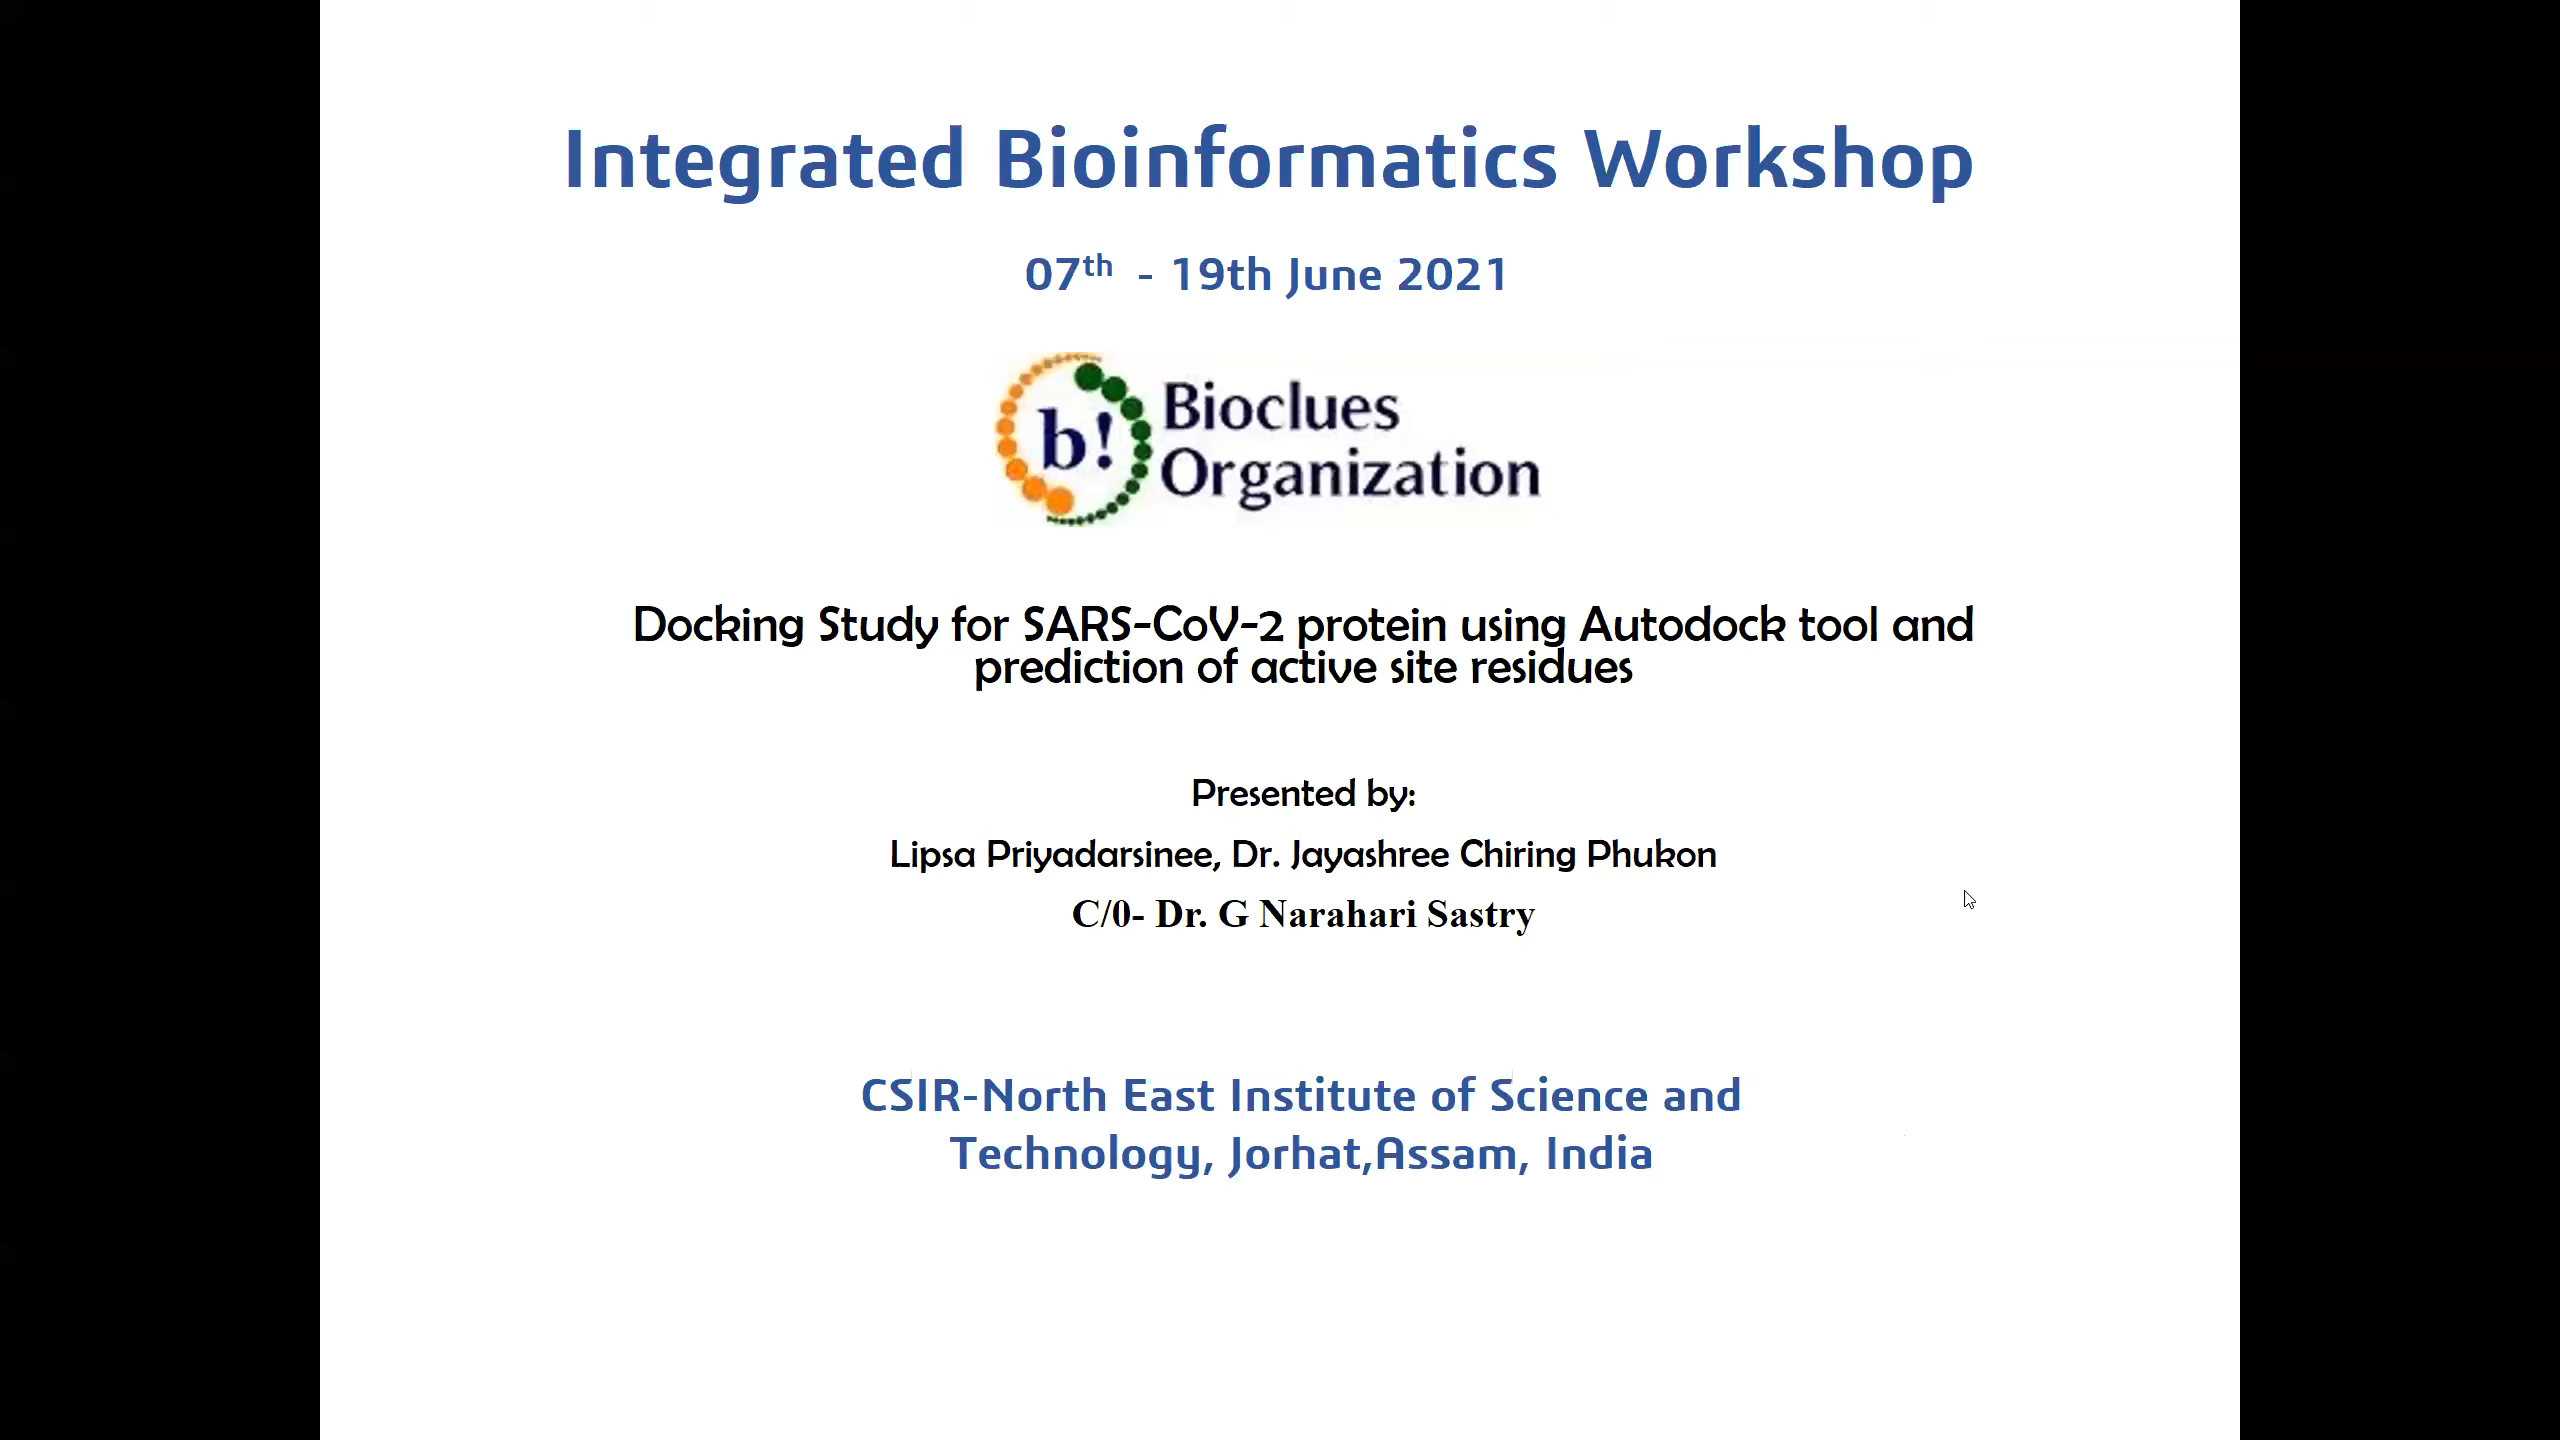 Integrated Bioinformatics Workshop
07th - 19th June 2021
b! Bioclues
Organization
Docking Study for SARS-CoV-2 protein using Autodock tool and
prediction of active site residues
Presented by:
Lipsa Priyadarsinee, Dr. Jayashree Chiring Phukon
C/0- Dr. G Narahari Sastry
CSIR-North East Institute of Science and
Technology, Jorhat,Assam, India